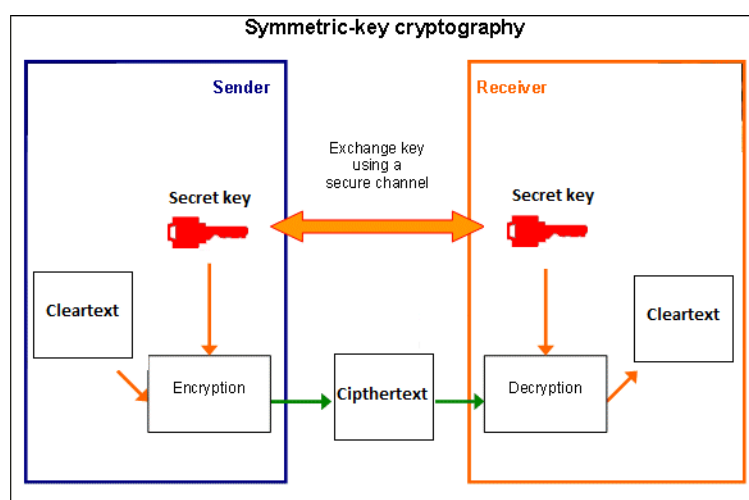 Symmetric-key cryptography
Sender
Receiver
Exchange key
using a
secure channel
Secret key
Secret key
Cleartext
Cleartext
Encryption
Cipthertext
Decryption